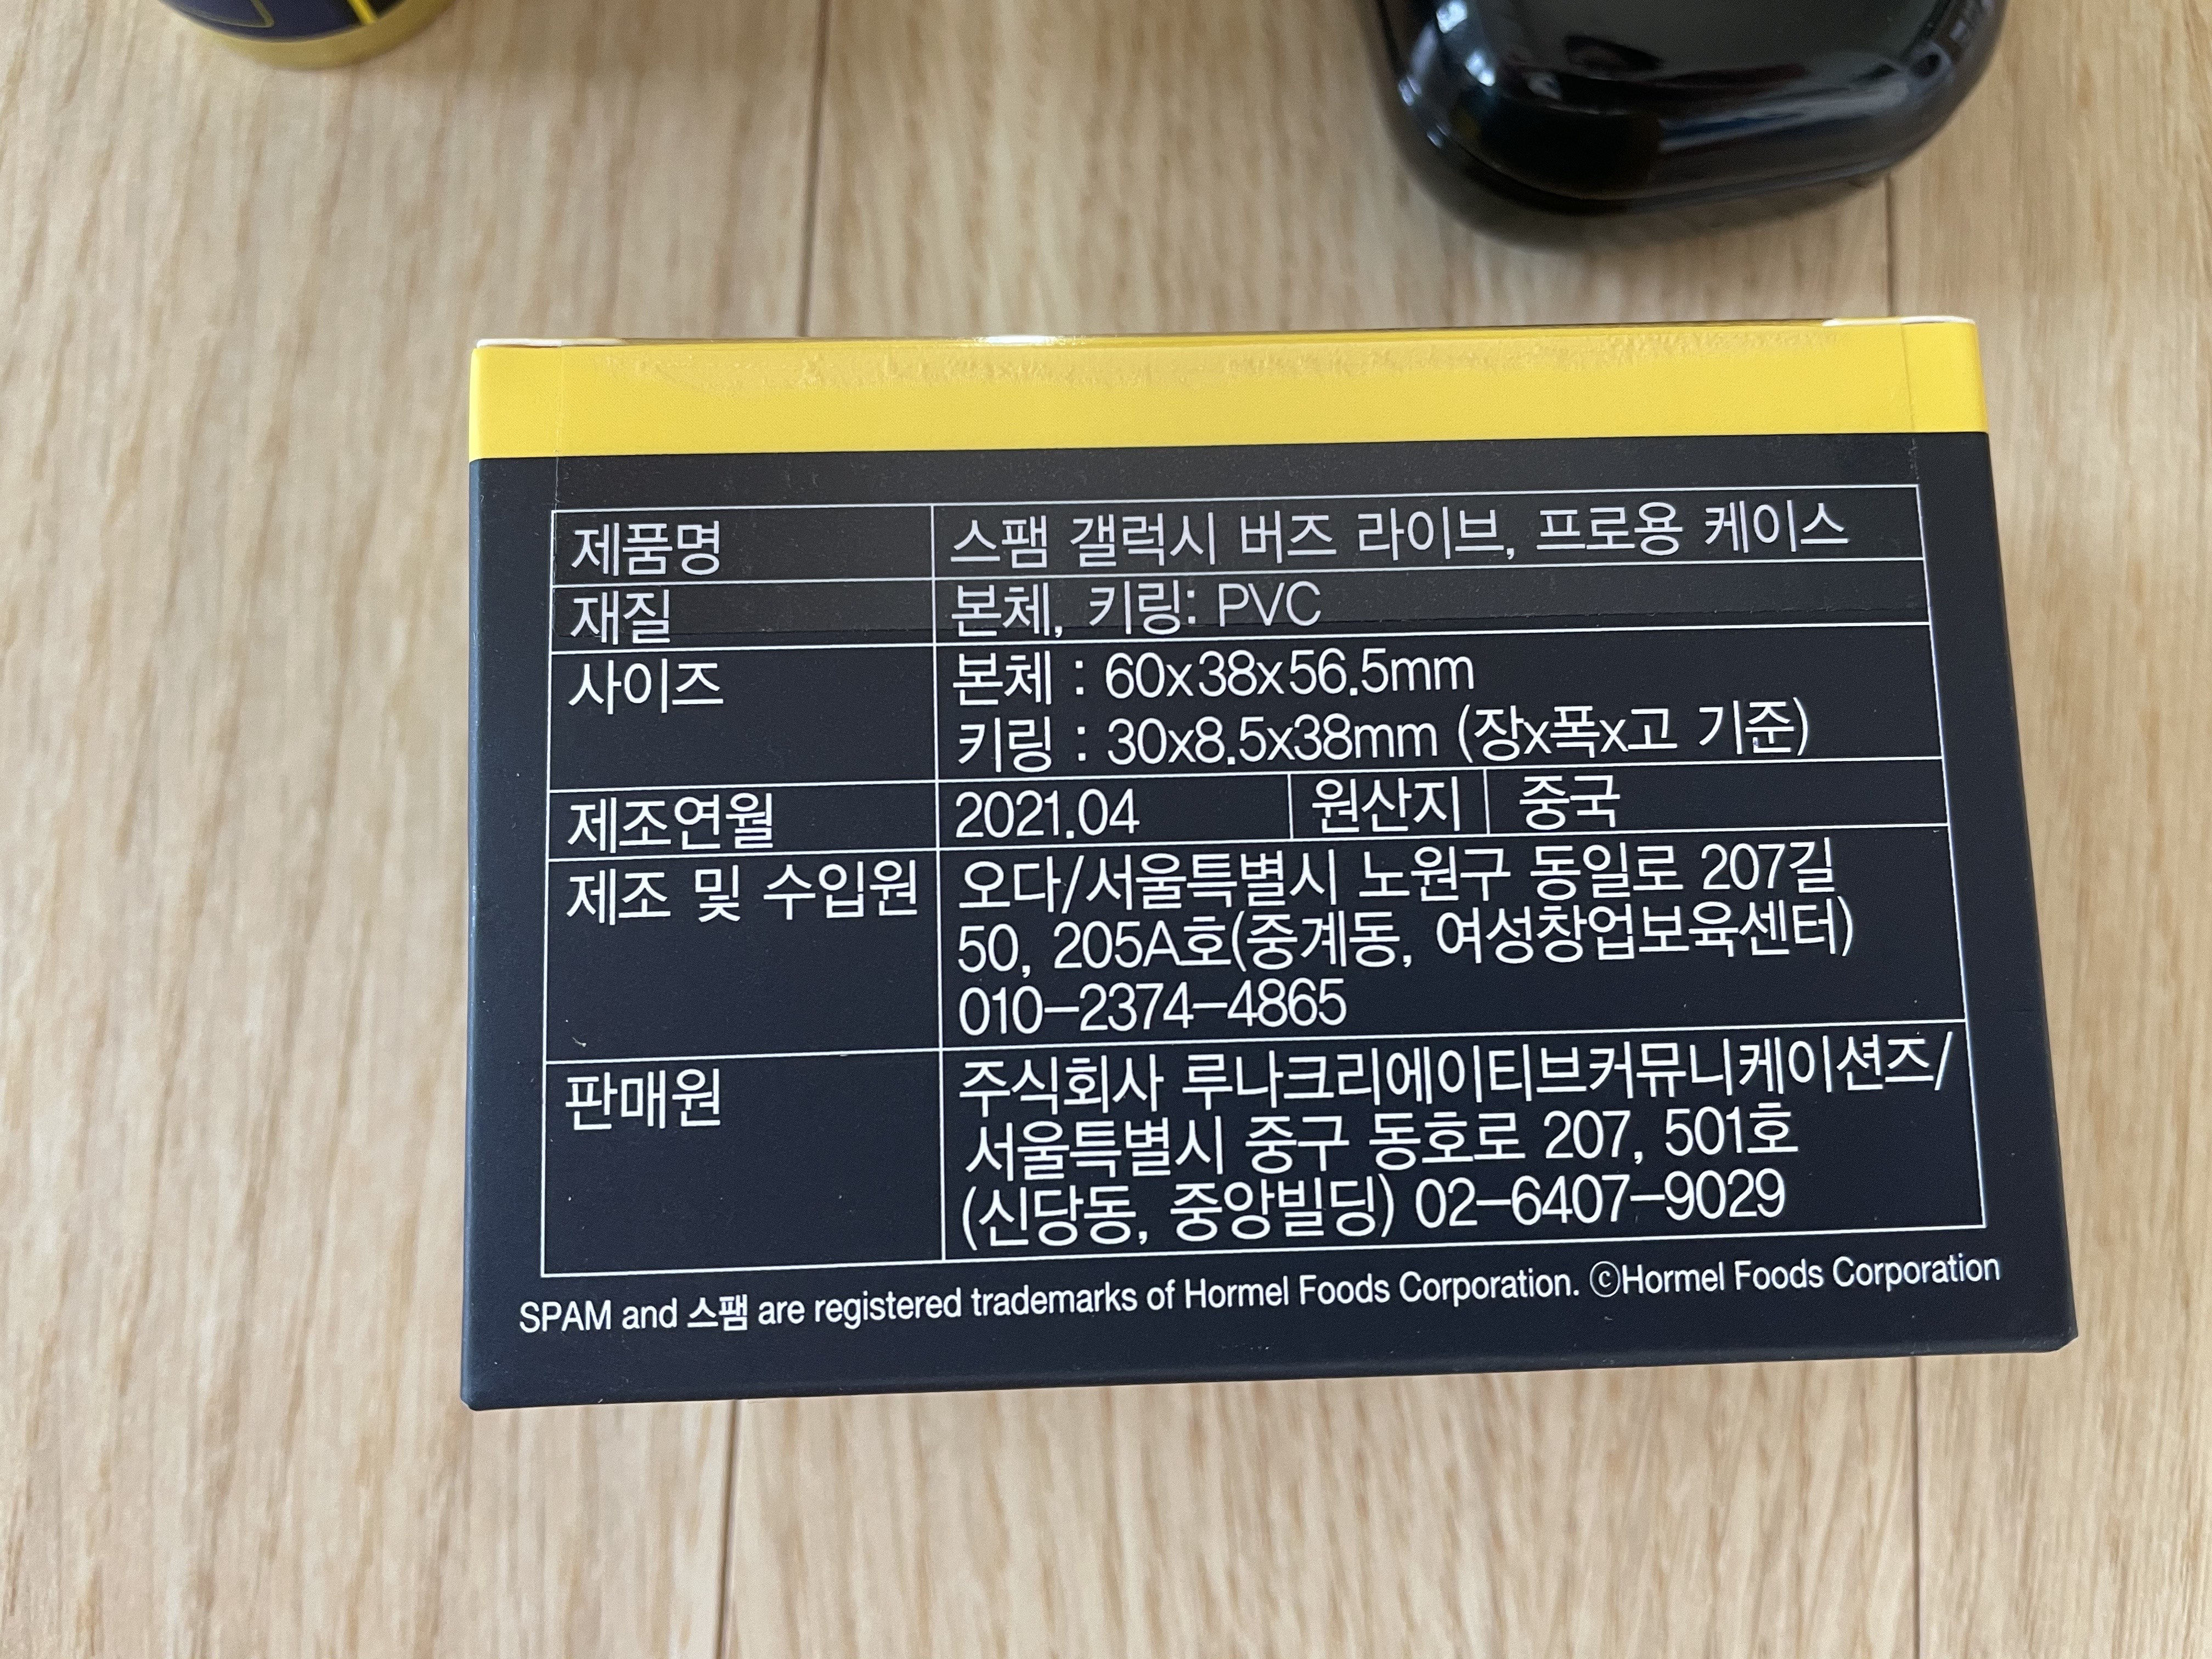 제품명 스팸 갤럭시 버즈 라이브, 프로용 케이스
재질 본체, 키링: PVC
사이즈 본체 : 60x38x56.5mm
키링 : 30x8.5x38mm (장x폭x고 기준)
제조연월 2021.04 원산지 중국
제조 및 수입원 오다/서울특별시 노원구 동일로 207길
50, 205A호(중계동, 여성창업보육센터)
010-2374-4865
판매원 주식회사 루나크리에이티브커뮤니케이션즈/
서울특별시 중구 동호로 207, 501호
(신당동, 중앙빌딩) 02-6407-9029
SPAM and 스팸 are registered trademarks of Hormel Foods Corporation. ⓒHormel Foods Corporation